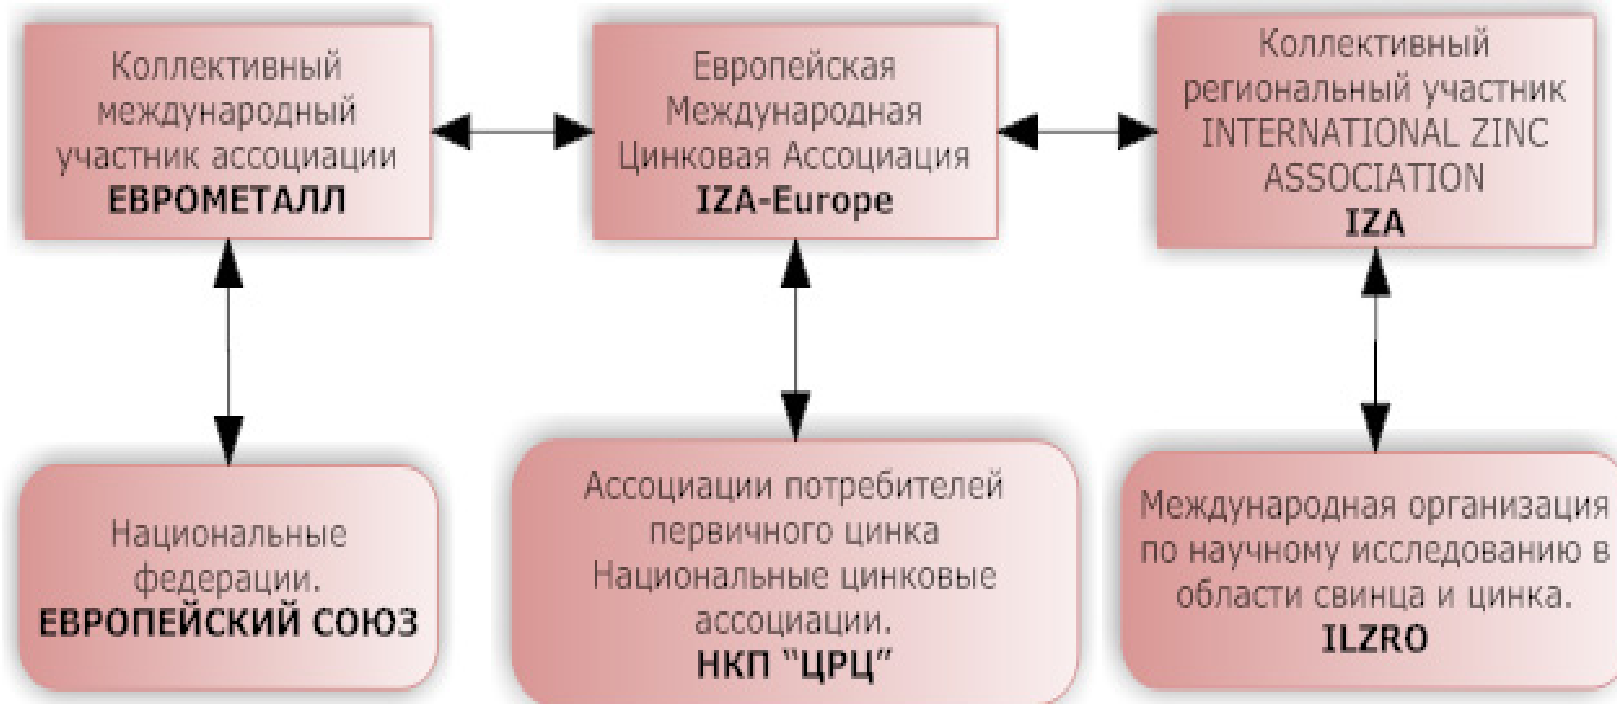 Коллективный
международный
участник ассоциации
ЕВРОМЕТАЛЛ
Европейская
Международная
Цинковая Ассоциация
IZA-Europe
Коллективный
региональный участник
INTERNATIONAL ZINC
ASSOCIATION
IZA
Национальные
федерации.
ЕВРОПЕЙСКИЙ СОЮЗ
Ассоциации потребителей
первичного цинка
Национальные цинковые
ассоциации.
НКП “ЦРЦ”
Международная организация
по научному исследованию в
области свинца и цинка.
ILZRO